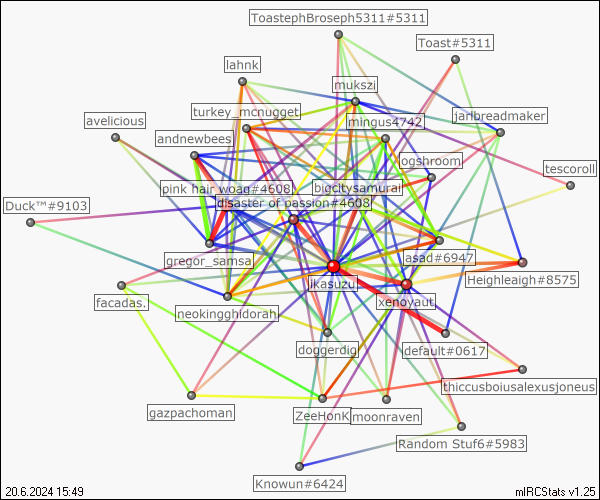 ToastephBroseph5311#5311
Toast#5311
lahnk
mukszi
turkey_mcnugget
jarlbreadmaker
avelicious
mingus4742
andnewbees
ogshroom
tescoroll
pink hair woag#4608
bigcitysamurai
Duck™#9103
disaster of passion#4608
gregor_samsa
asad#6947
ikasuzu
Heighleaigh#8575
facadas.
xenoyaut
neokingghidorah
doggerdig
default#0617
thiccusboiusalexusjoneus
gazpachoman
ZeeHonK
moonraven
Random Stuf6#5983
Knowun#6424
20.6.2024 15:49
mIRCStats v1.25